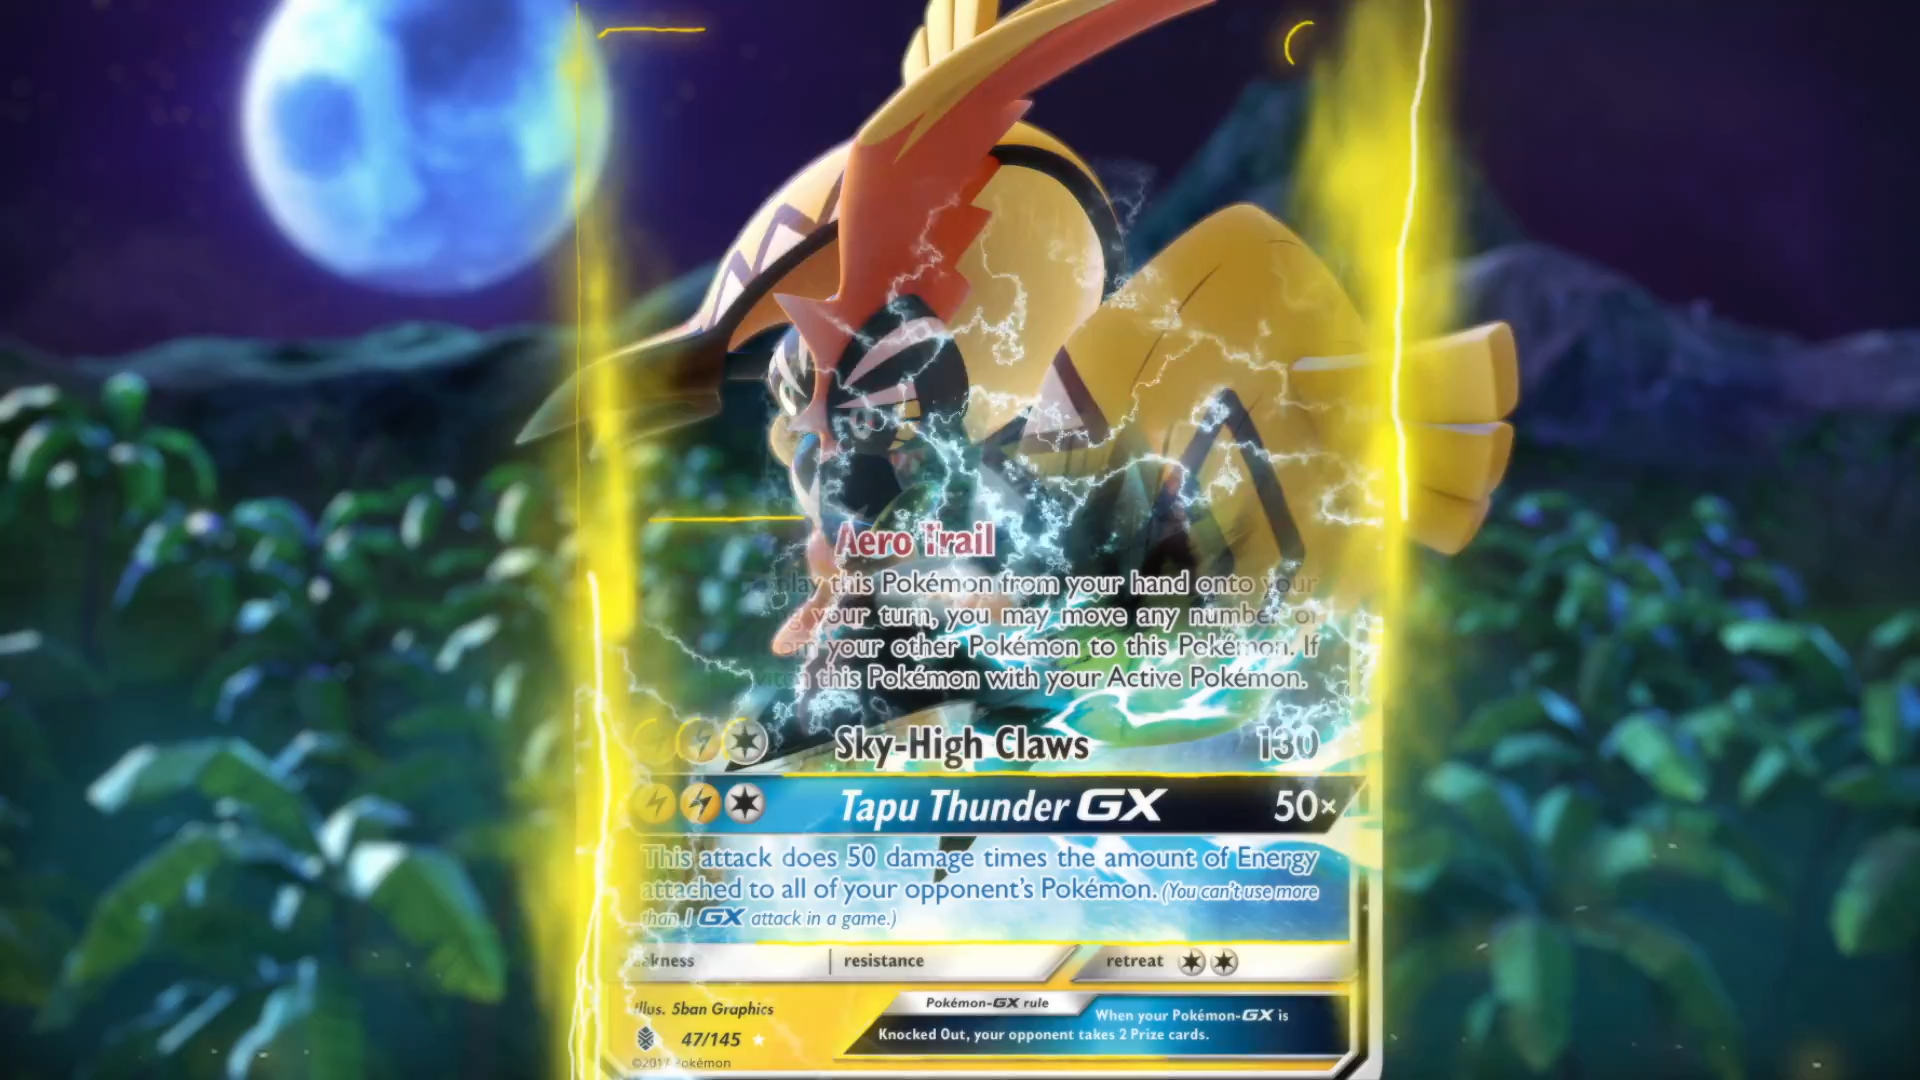 Aero Trail
play this Pokémon from your hand onto your
your turn, you may move any number of
your other Pokémon to this Pokémon. If
this Pokémon with your Active Pokémon.
Sky-High Claws 130
Tapu Thunder GX 50×
This attack does 50 damage times the amount of Energy
attached to all of your opponent's Pokémon. (You can't use more
than 1 GX attack in a game.)
resistance retreat
Illus. 5ban Graphics
Pokémon-GX rule
When your Pokémon-GX is
Knocked Out, your opponent takes 2 Prize cards.
47/145
©2017 Pokémon